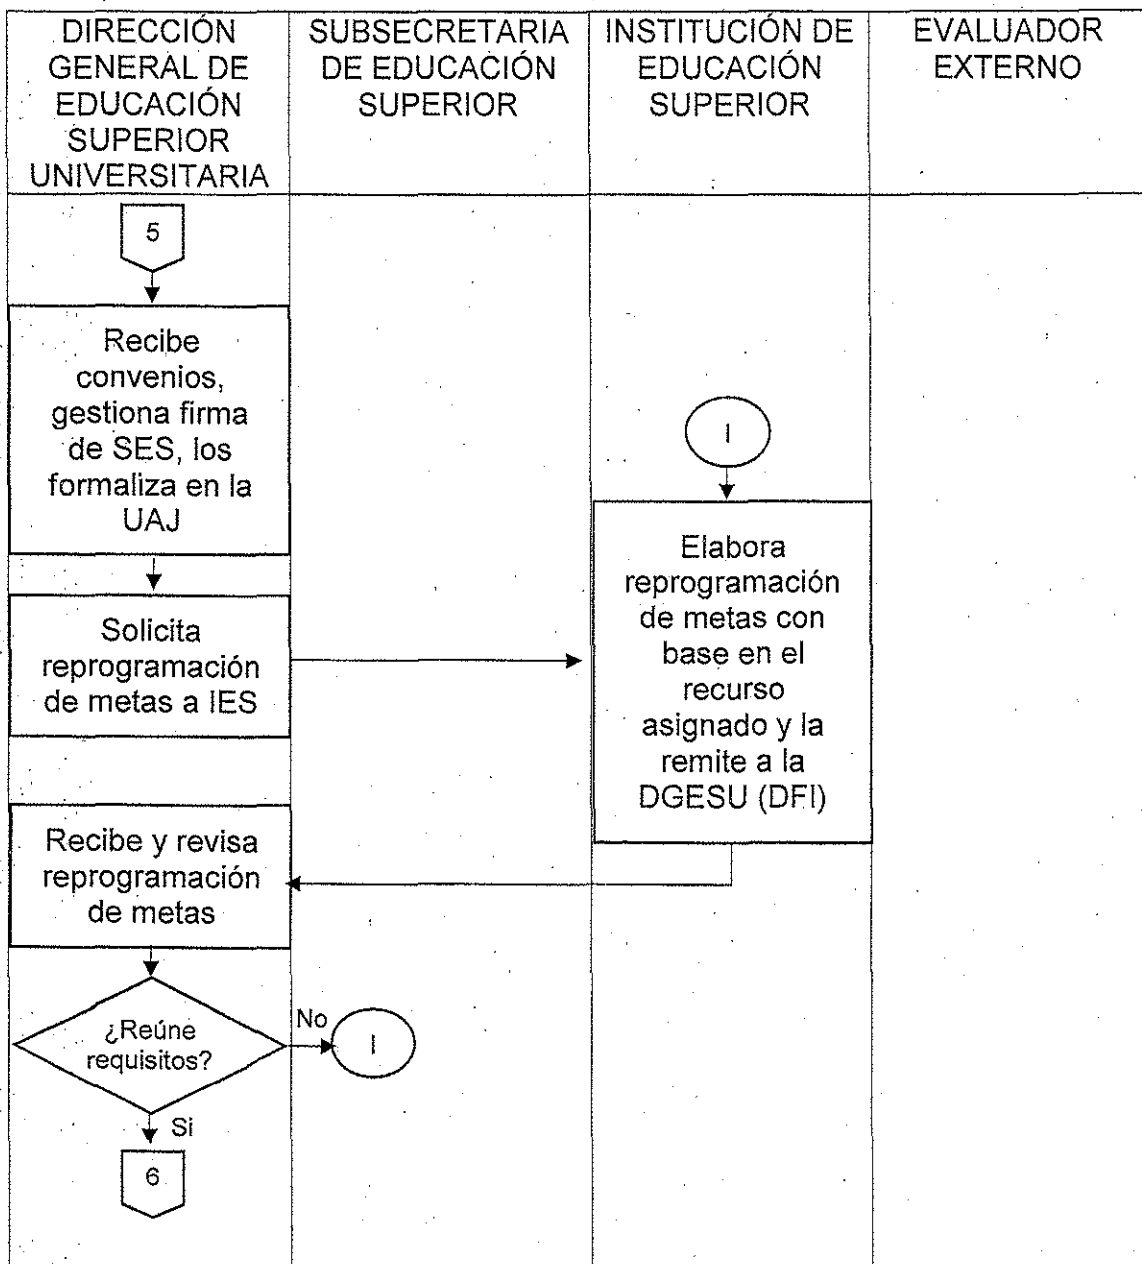 DIRECCIÓN
GENERAL DE
EDUCACIÓN
SUPERIOR
UNIVERSITARIA
SUBSECRETARIA
DE EDUCACIÓN
SUPERIOR
INSTITUCIÓN DE
EDUCACIÓN
SUPERIOR
EVALUADOR
EXTERNO
5
Recibe
convenios,
gestiona firma
de SES, los
formaliza en la
UAJ
Solicita
reprogramación
de metas a IES
I
Elabora
reprogramación
de metas con
base en el
recurso
asignado y la
remite a la
DGESU (DFI)
Recibe y revisa
reprogramación
de metas
¿Reúne
requisitos?
No
I
Si
6